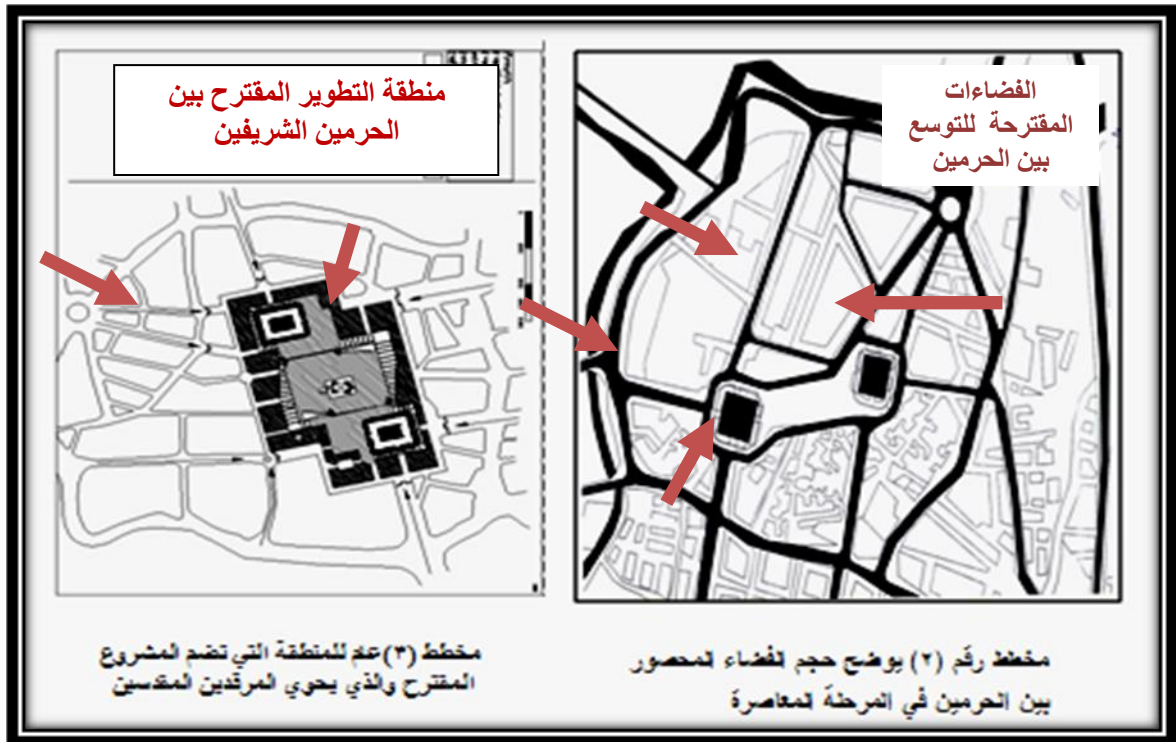 الفضاءات
المقترحة للتوسع
بين الحرمين
منطقة التطوير المقترح بين
الحرمين الشريفين
مخطط رقم (٢) يوضح حجم الفضاء المحصور
بين الحرمين في المرحلة المعاصرة
مخطط (٣) عام للمنطقة التي تضم المشروع
المقترح والذي يحوي المرقدين المقدسين